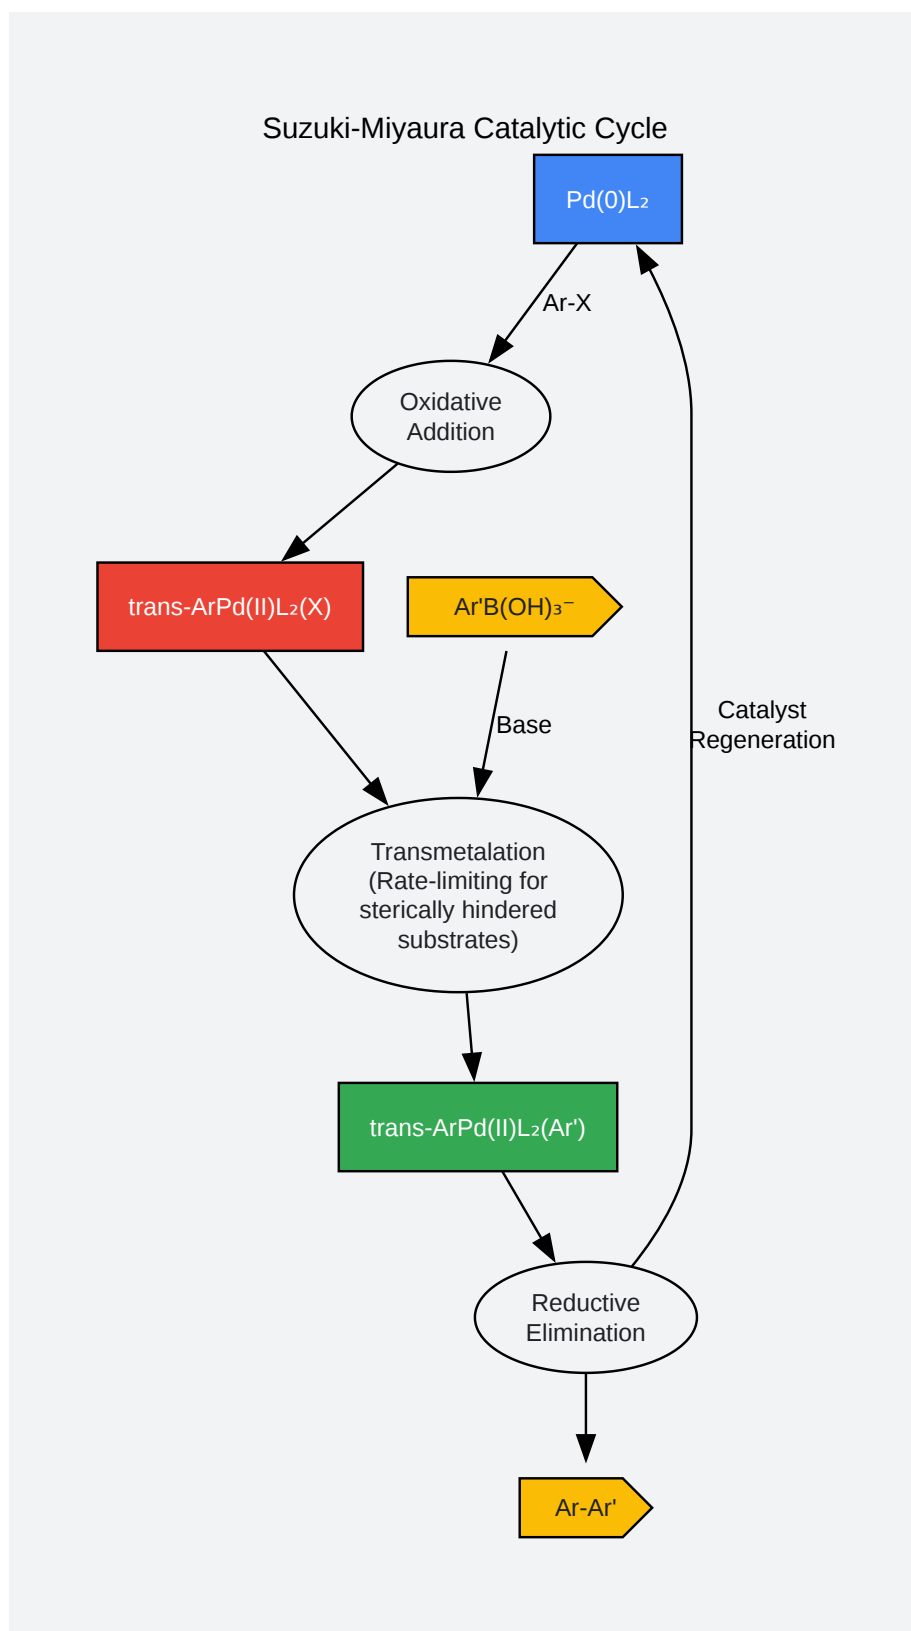 Suzuki-Miyaura Catalytic Cycle
Pd(0)L₂
Ar-X
Oxidative
Addition
trans-ArPd(II)L₂(X)
Ar'B(OH)₃⁻
Base
Catalyst
Regeneration
Transmetalation
(Rate-limiting for
sterically hindered
substrates)
trans-ArPd(II)L₂(Ar')
Reductive
Elimination
Ar-Ar'